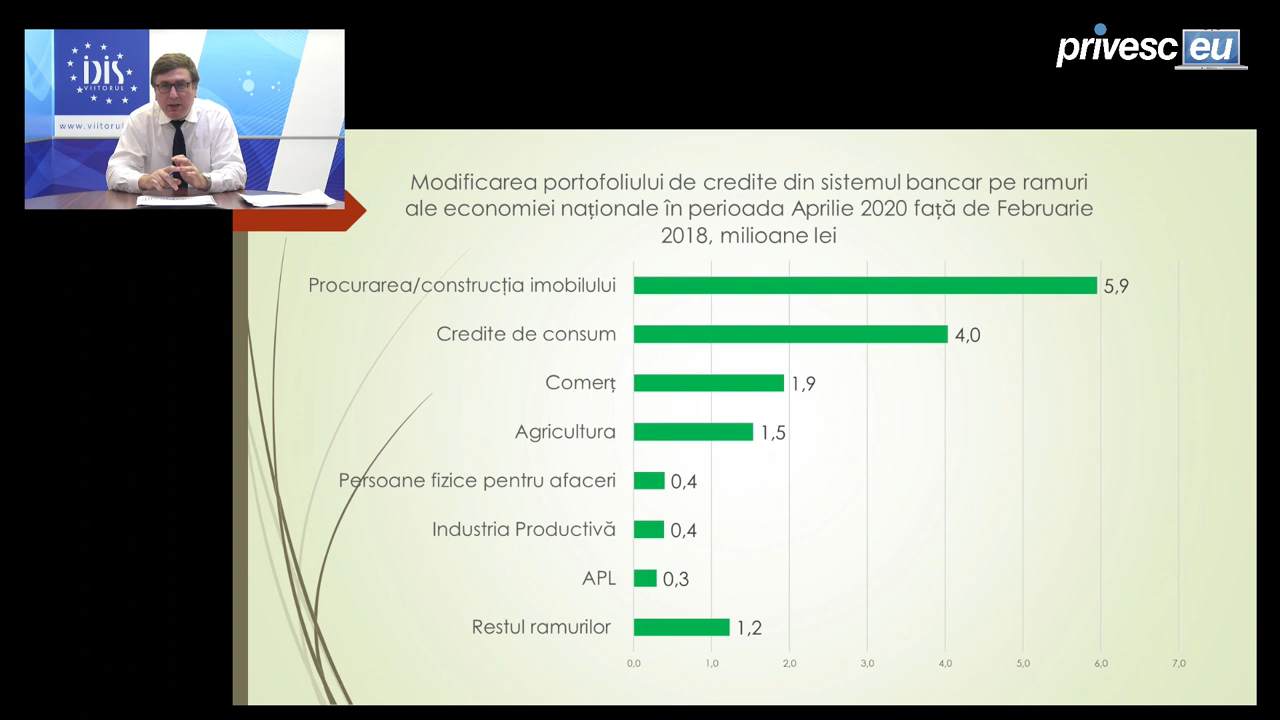 privesc eu
IDIS
VIITORUL
www.viitorul
Modificarea portofoliului de credite din sistemul bancar pe ramuri
ale economiei naționale în perioada Aprilie 2020 față de Februarie
2018, milioane lei
Procurarea/construcția imobilului 5,9
Credite de consum 4,0
Comerț 1,9
Agricultura 1,5
Persoane fizice pentru afaceri 0,4
Industria Productivă 0,4
APL 0,3
Restul ramurilor 1,2
0,0 1,0 2,0 3,0 4,0 5,0 6,0 7,0